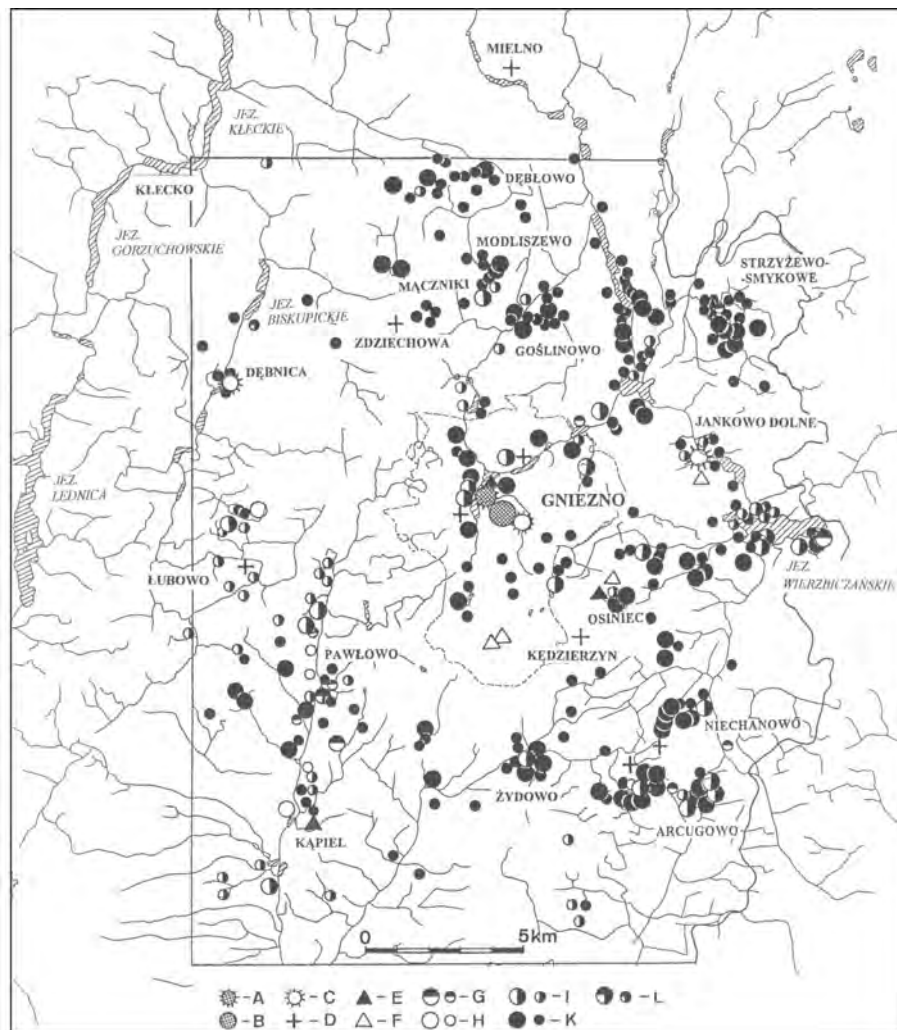 MIELNO
JEZ.
KŁECKIE
KŁECKO
DĘBŁOWO
JEZ.
GORZUCHOWSKIE
MODLISZEWO
STRZYŻEWO-
-SMYKOWE
MĄCZNIKI
JEZ.
BISKUPICKIE
ZDZIECHOWA
GOŚLINOWO
DĘBNICA
JANKOWO DOLNE
JEZ.
LEDNICA
GNIEZNO
ŁUBOWO
JEZ.
WIERZBICZAŃSKIE
OSINIEC
KĘDZIERZYN
PAWŁOWO
NIECHANOWO
ŻYDOWO
ARCUGOWO
KĄPIEL
0 5km
-A -C -E -G -I -L
-B -D -F -H -K